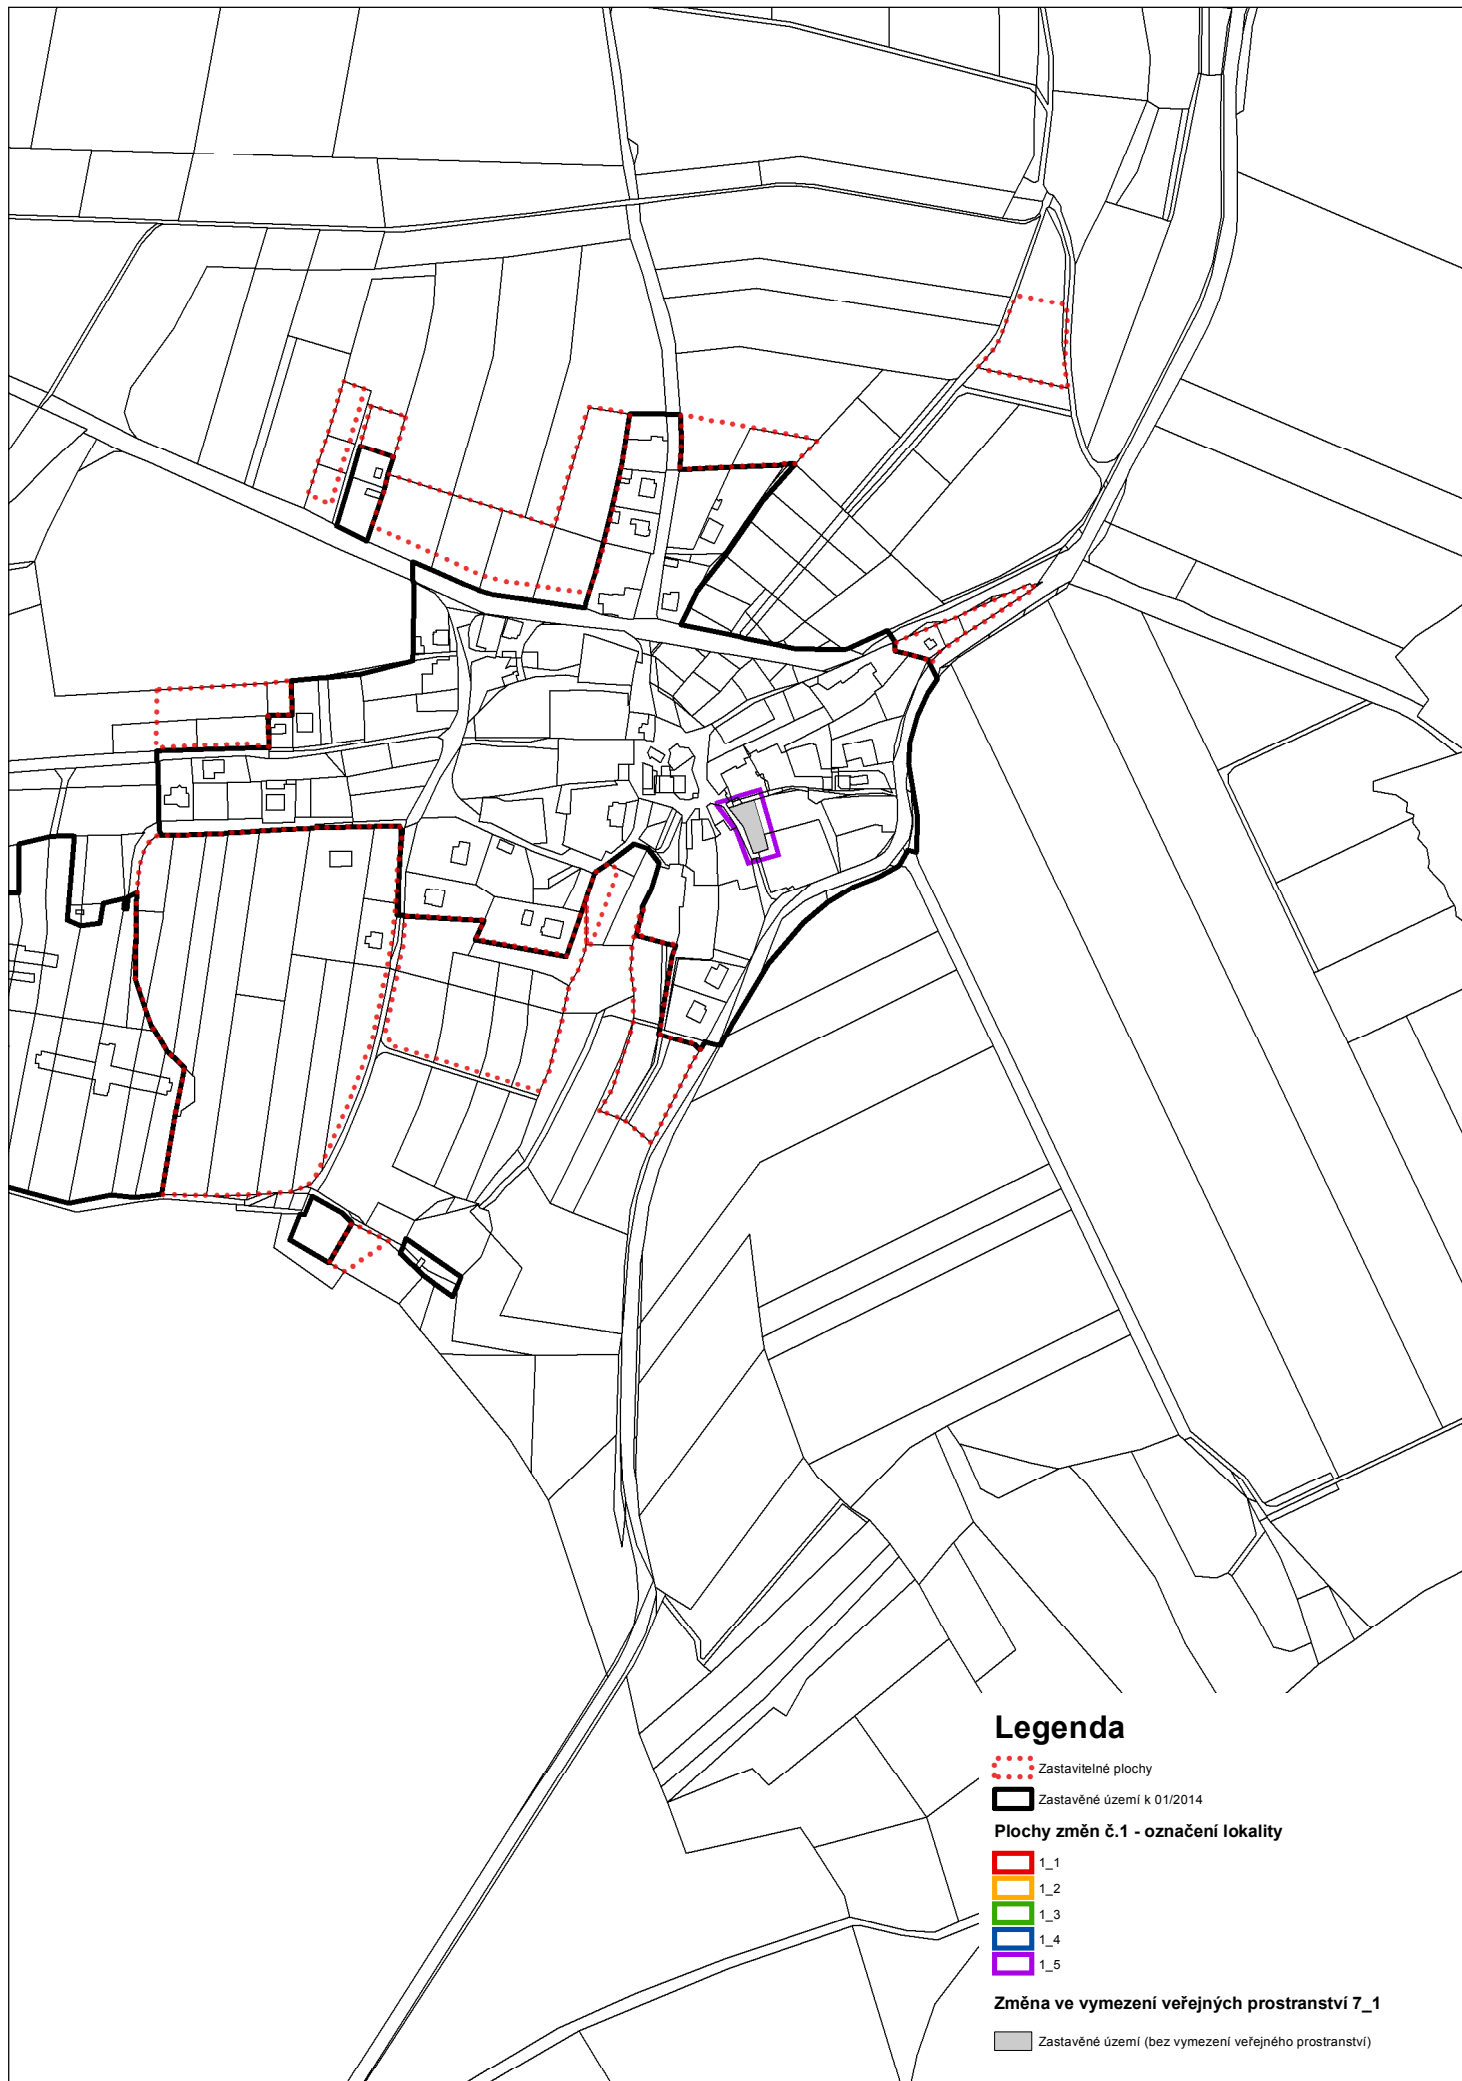 Legenda
Zastavitelné plochy
Zastavěné území k 01/2014
Plochy změn č.1 - označení lokality
1_1
1_2
1_3
1_4
1_5
Změna ve vymezení veřejných prostranství 7_1
Zastavěné území (bez vymezení veřejného prostranství)